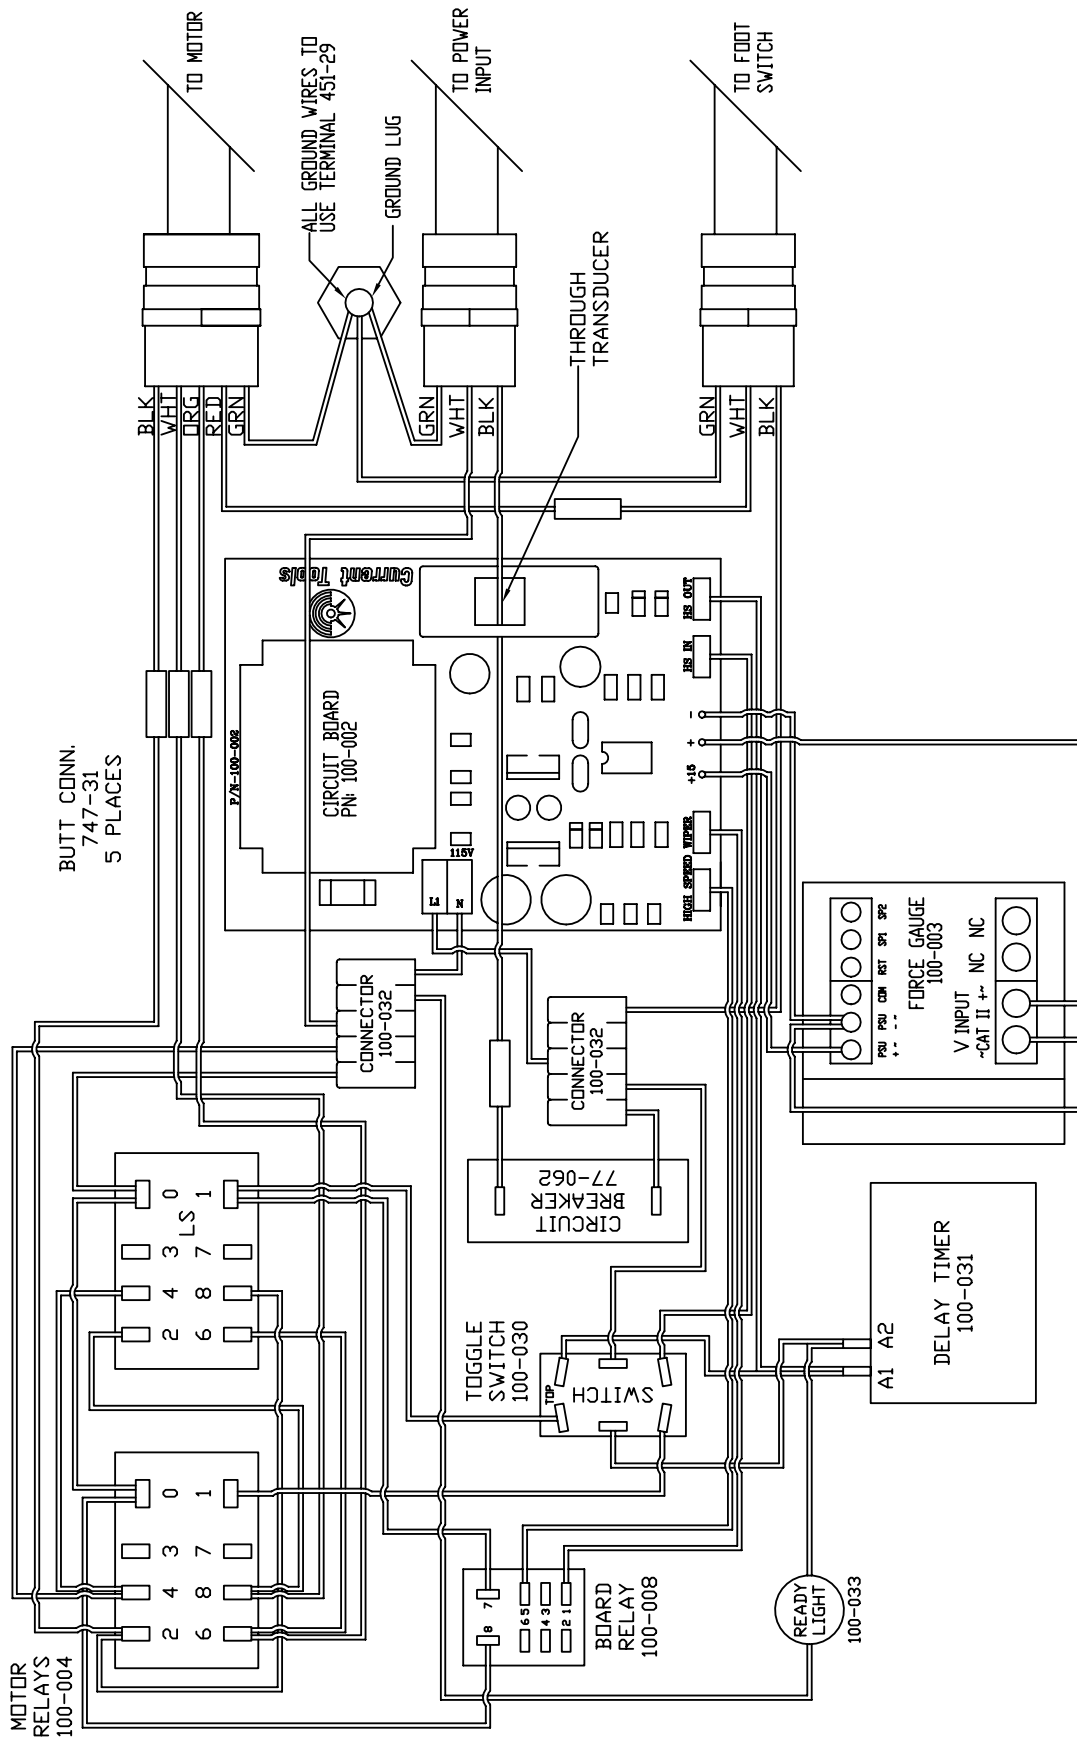 TO MOTOR
ALL GROUND WIRES TO
USE TERMINAL 451-29
GROUND LUG
TO POWER
INPUT
TO FOOT
SWITCH
THROUGH
TRANSDUCER
BLK
WHT
ORG
RED
GRN
GRN
WHT
BLK
GRN
WHT
BLK
BUTT CONN.
747-31
5 PLACES
Current Tools
P/N-100-002
CIRCUIT BOARD
PN: 100-002
115V
L1
N
HS OUT
HS IN
-
+
+15
WIPER
HIGH SPEED
CONNECTOR
100-032
CONNECTOR
100-032
CIRCUIT
BREAKER
77-062
SP2
SP1
RST
COM
PSU
- ~
PSU
+ ~
FORCE GAUGE
100-003
V INPUT
~CAT II +~ NC NC
LS
0
1
3
7
4
8
2
6
TOGGLE
SWITCH
100-030
TOP
SWITCH
DELAY TIMER
100-031
A1
A2
MOTOR
RELAYS
100-004
0
1
3
7
4
8
2
6
8 7
6 5
4 3
2 1
BOARD
RELAY
100-008
READY
LIGHT
100-033